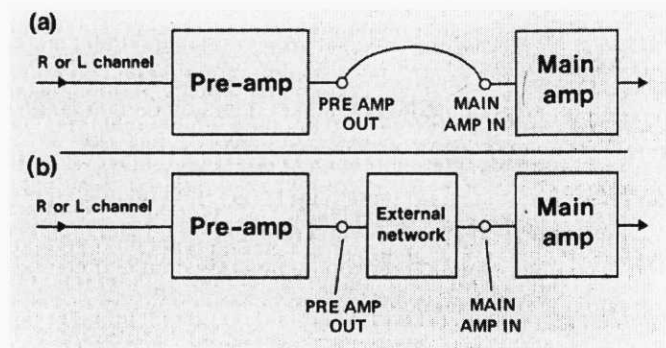 (a)
R or L channel
Pre-amp
PRE AMP
OUT
MAIN
AMP IN
Main
amp
(b)
R or L channel
Pre-amp
External
network
Main
amp
PRE AMP
OUT
MAIN
AMP IN